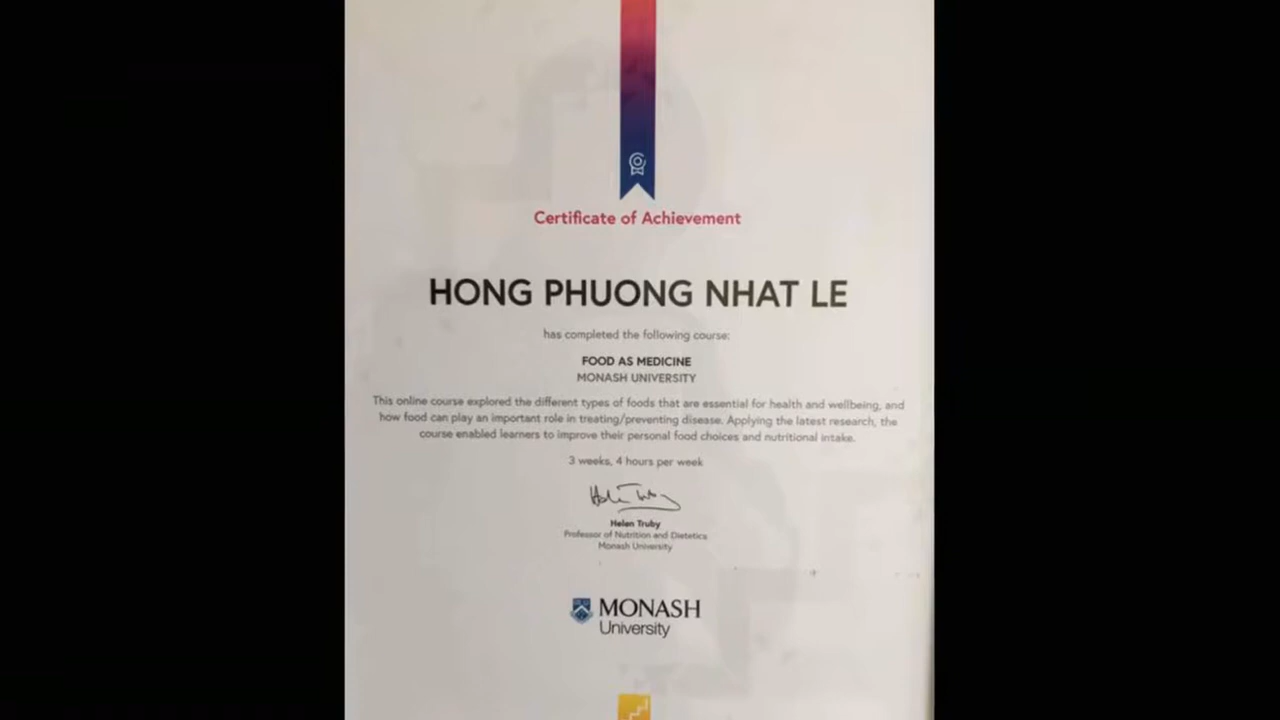 Certificate of Achievement
HONG PHUONG NHAT LE
has completed the following course:
FOOD AS MEDICINE
MONASH UNIVERSITY
This online course explored the different types of foods that are essential for health and wellbeing, and
how food can play an important role in treating/preventing disease. Applying the latest research, the
course enabled learners to improve their personal food choices and nutritional intake.
3 weeks, 4 hours per week
Helen Truby
Professor of Nutrition and Dietetics
Monash University
MONASH
University